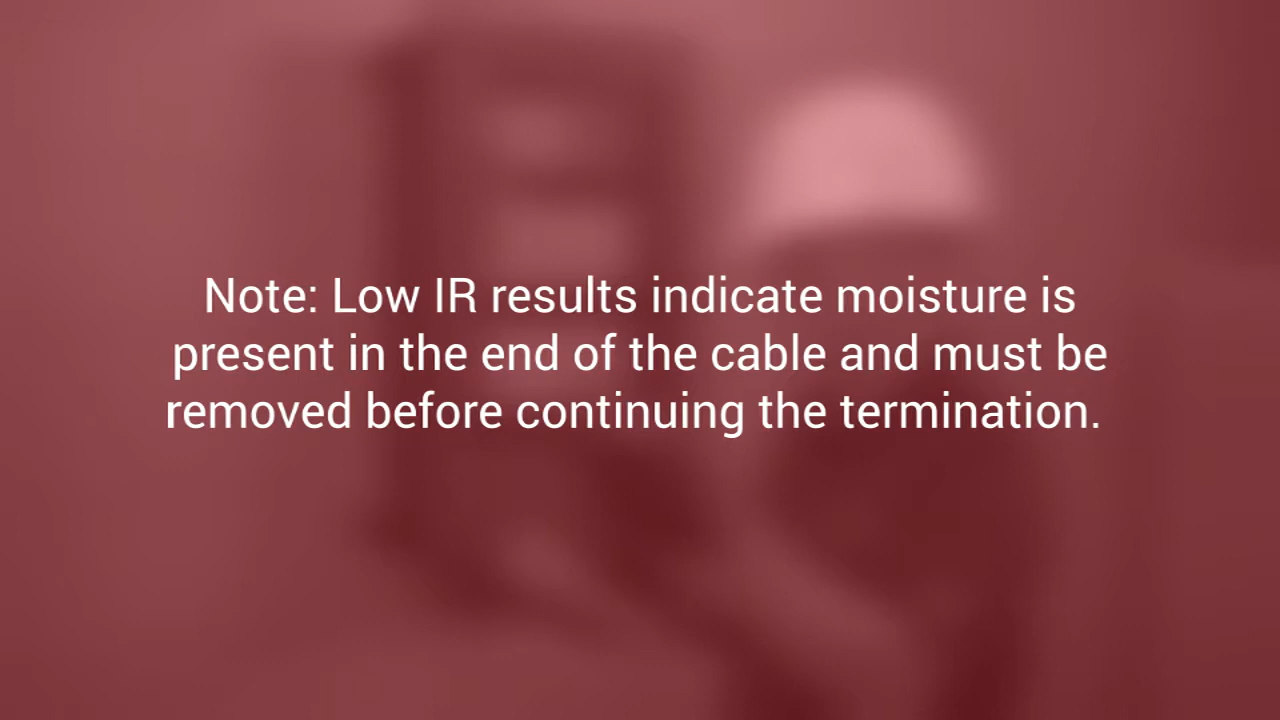 Note: Low IR results indicate moisture is
present in the end of the cable and must be
removed before continuing the termination.